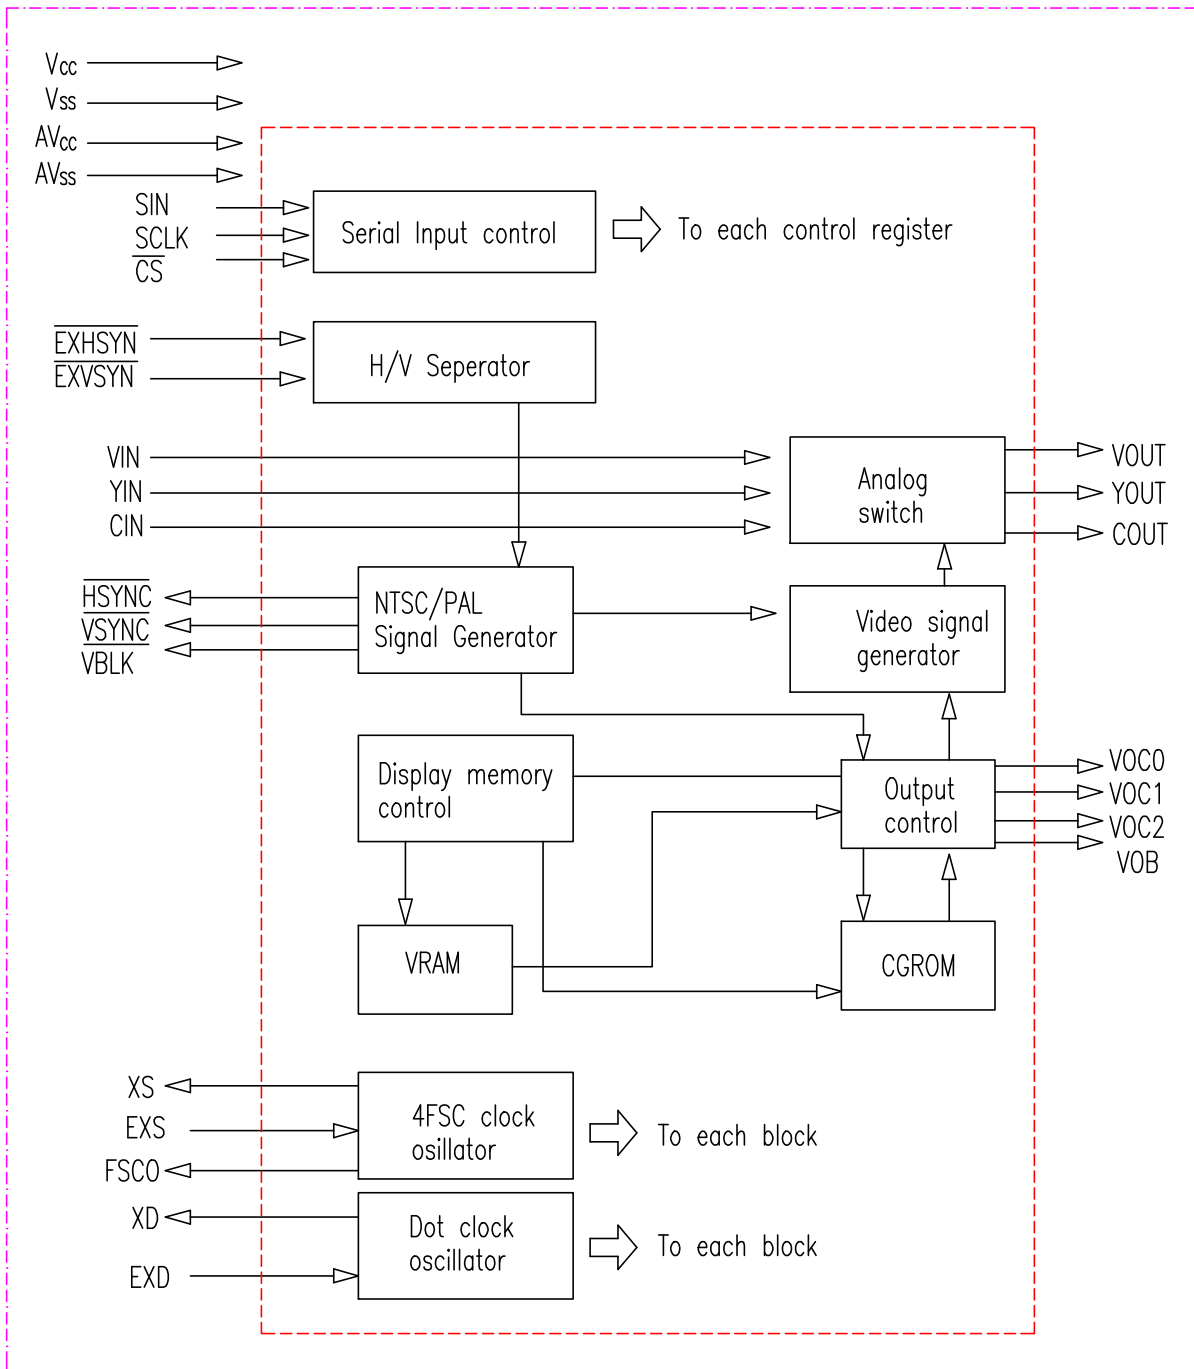 Vcc
Vss
AVcc
AVss
SIN
SCLK
CS
Serial Input control
To each control register
EXHSYN
EXVSYN
H/V Seperator
VIN
YIN
CIN
Analog
switch
VOUT
YOUT
COUT
HSYNC
VSYNC
VBLK
NTSC/PAL
Signal Generator
Video signal
generator
Display memory
control
Output
control
VOC0
VOC1
VOC2
VOB
VRAM
CGROM
XS
EXS
FSCO
4FSC clock
osillator
To each block
XD
EXD
Dot clock
oscillator
To each block